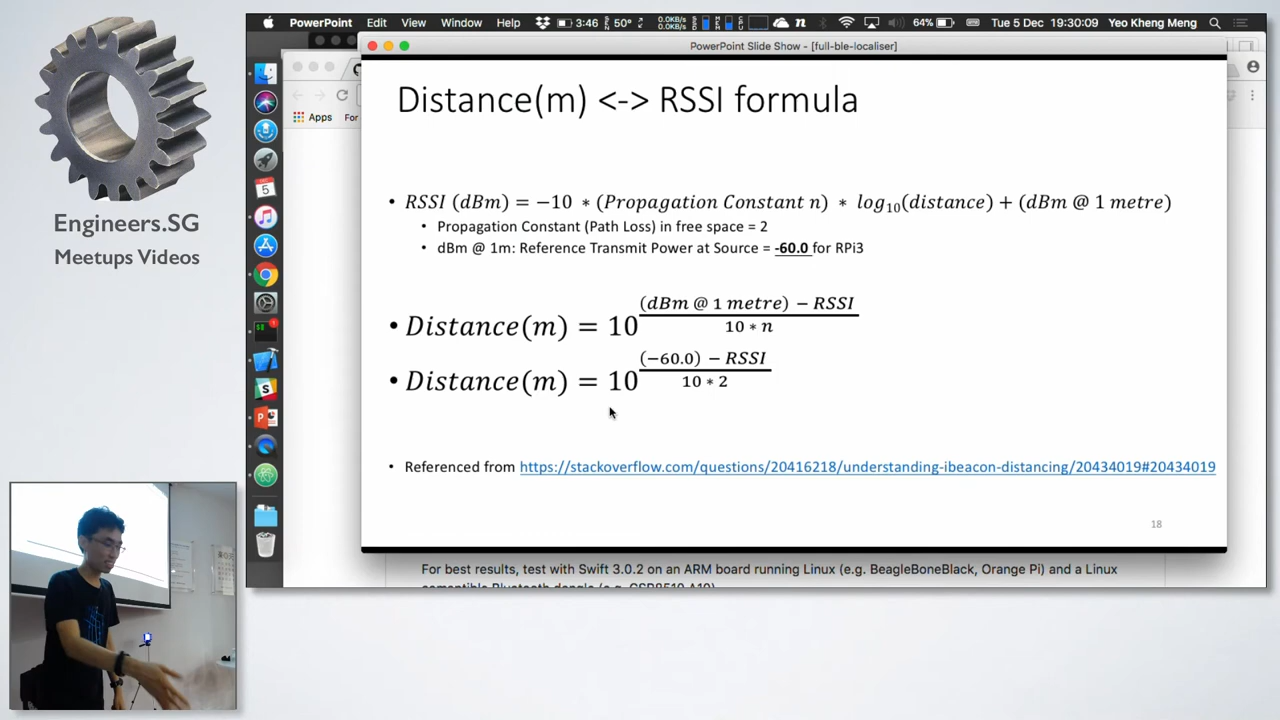 PowerPoint Edit View Window Help 3:46 50° 0.0KB/s 0.0KB/s 64% Tue 5 Dec 19:30:09 Yeo Kheng Meng
PowerPoint Slide Show - [full-ble-localiser]
Apps For
Distance(m) <-> RSSI formula
• RSSI (dBm) = −10 * (Propagation Constant n) * log10(distance) + (dBm @ 1 metre)
• Propagation Constant (Path Loss) in free space = 2
• dBm @ 1m: Reference Transmit Power at Source = -60.0 for RPi3
(dBm @ 1 metre) − RSSI
• Distance(m) = 10
10 * n
(−60.0) − RSSI
• Distance(m) = 10
10 * 2
• Referenced from https://stackoverflow.com/questions/20416218/understanding-ibeacon-distancing/20434019#20434019
18
For best results, test with Swift 3.0.2 on an ARM board running Linux (e.g. BeagleBoneBlack, Orange Pi) and a Linux
Engineers.SG
Meetups Videos